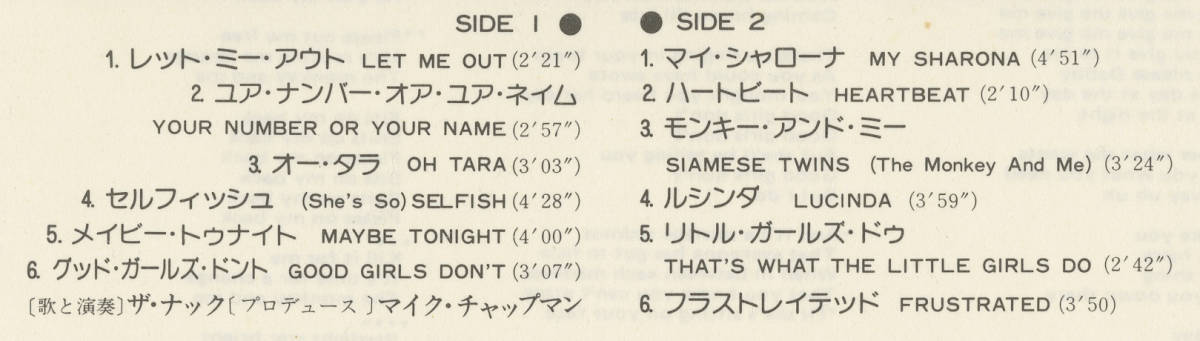 SIDE 1 ●
1. レット・ミー・アウト LET ME OUT (2′21″)
2. ユア・ナンバー・オア・ユア・ネイム
YOUR NUMBER OR YOUR NAME (2′57″)
3. オー・タラ OH TARA (3′03″)
4. セルフィッシュ (She's So) SELFISH (4′28″)
5. メイビー・トゥナイト MAYBE TONIGHT (4′00″)
6. グッド・ガールズ・ドント GOOD GIRLS DON'T (3′07″)
〔歌と演奏〕ザ・ナック〔プロデュース〕マイク・チャップマン
● SIDE 2
1. マイ・シャローナ MY SHARONA (4′51″)
2. ハートビート HEARTBEAT (2′10″)
3. モンキー・アンド・ミー
SIAMESE TWINS (The Monkey And Me) (3′24″)
4. ルシンダ LUCINDA (3′59″)
5. リトル・ガールズ・ドゥ
THAT'S WHAT THE LITTLE GIRLS DO (2′42″)
6. フラストレイテッド FRUSTRATED (3′50)